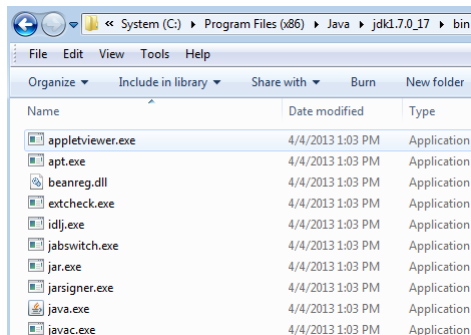 « System (C:) ▸ Program Files (x86) ▸ Java ▸ jdk1.7.0_17 ▸ bin
File Edit View Tools Help
Organize ▾ Include in library ▾ Share with ▾ Burn New folder
Name Date modified Type
appletviewer.exe 4/4/2013 1:03 PM Application
apt.exe 4/4/2013 1:03 PM Application
beanreg.dll 4/4/2013 1:03 PM Application
extcheck.exe 4/4/2013 1:03 PM Application
idlj.exe 4/4/2013 1:03 PM Application
jabswitch.exe 4/4/2013 1:03 PM Application
jar.exe 4/4/2013 1:03 PM Application
jarsigner.exe 4/4/2013 1:03 PM Application
java.exe 4/4/2013 1:03 PM Application
javac.exe 4/4/2013 1:03 PM Application